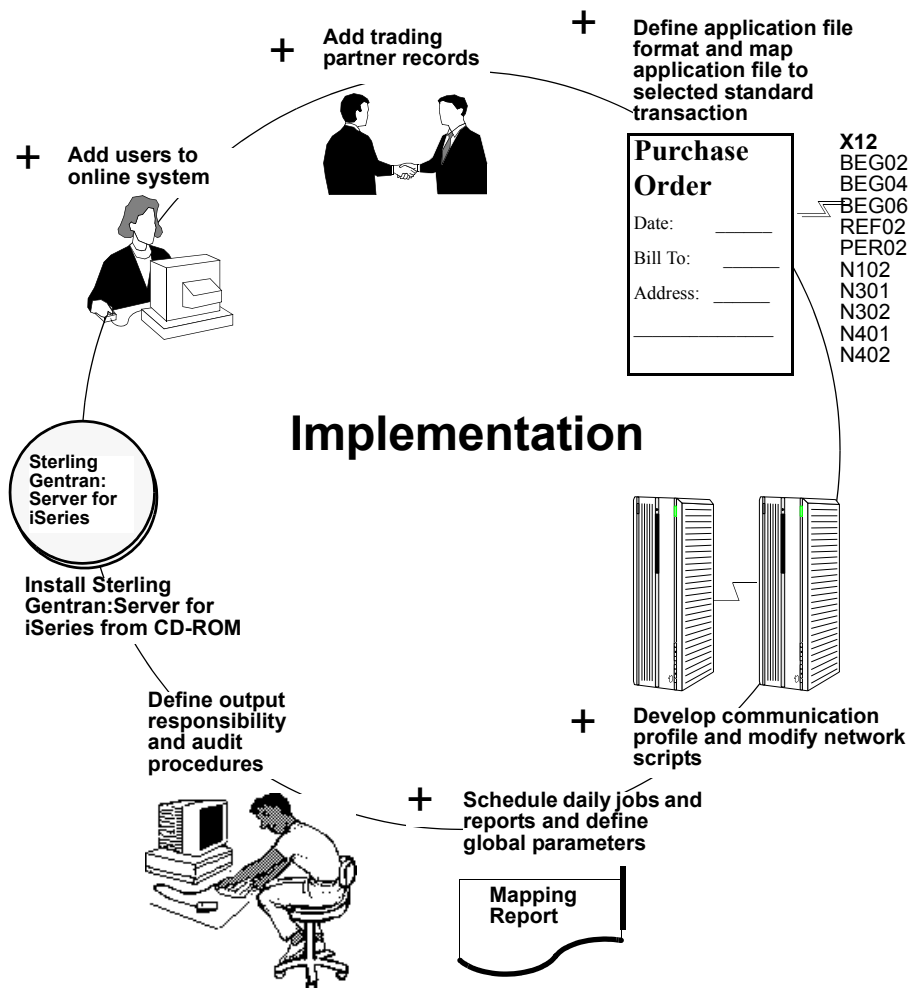 +
Add trading
partner records
+
Define application file
format and map
application file to
selected standard
transaction
+
Add users to
online system
Purchase
Order
Date: ______
Bill To: ______
Address: ______
_______________
X12
BEG02
BEG04
BEG06
REF02
PER02
N102
N301
N302
N401
N402
Implementation
Sterling
Gentran:
Server for
iSeries
Install Sterling
Gentran:Server for
iSeries from CD-ROM
Define output
responsibility
and audit
procedures
+
Develop communication
profile and modify network
scripts
+
Schedule daily jobs and
reports and define
global parameters
Mapping
Report